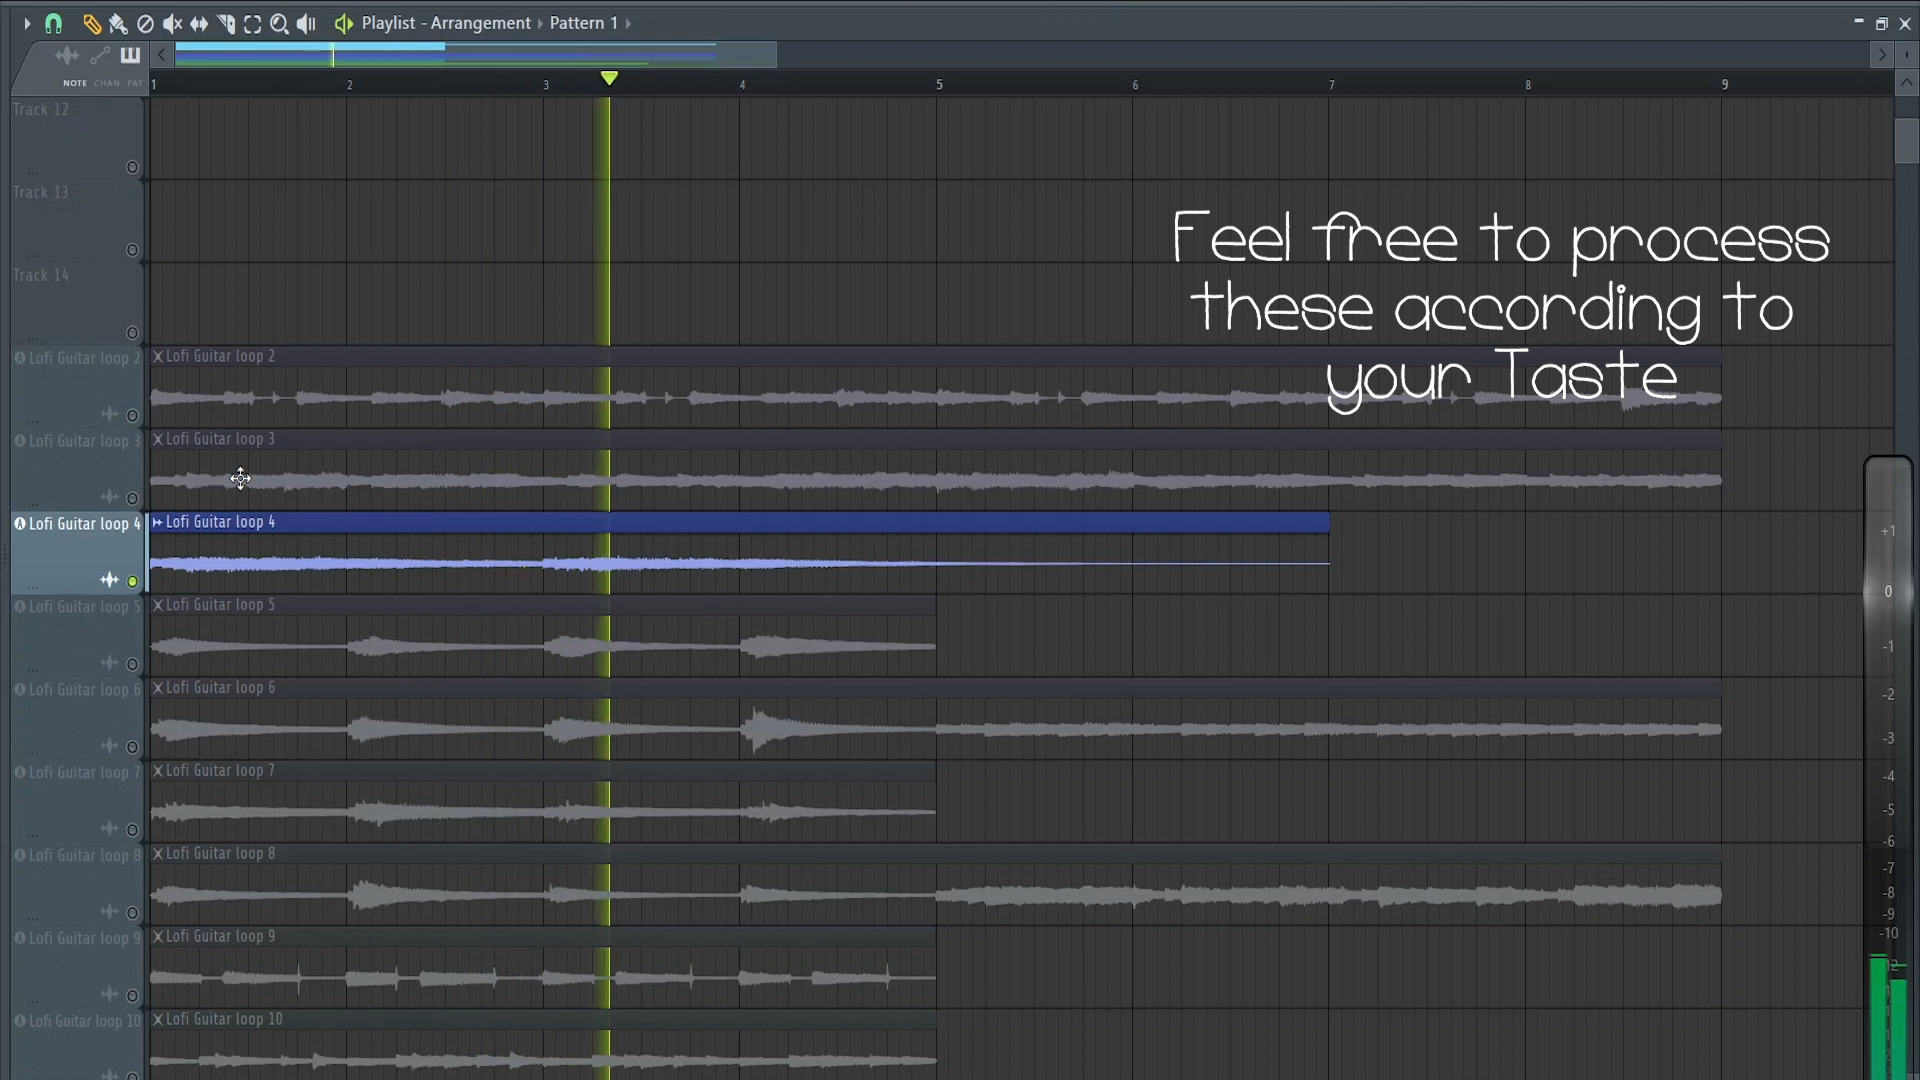 Playlist - Arrangement › Pattern 1 ›
NOTE CHAN PAT
1 2 3 4 5 6 7 8 9
Track 12
Track 13
Track 14
Feel free to process
these according to
your Taste
Lofi Guitar loop 2 Lofi Guitar loop 2
Lofi Guitar loop 3 Lofi Guitar loop 3
Lofi Guitar loop 4 Lofi Guitar loop 4
Lofi Guitar loop 5 Lofi Guitar loop 5
Lofi Guitar loop 6 Lofi Guitar loop 6
Lofi Guitar loop 7 Lofi Guitar loop 7
Lofi Guitar loop 8 Lofi Guitar loop 8
Lofi Guitar loop 9 Lofi Guitar loop 9
Lofi Guitar loop 10 Lofi Guitar loop 10
+1
0
-1
-2
-3
-4
-5
-6
-7
-8
-9
-10